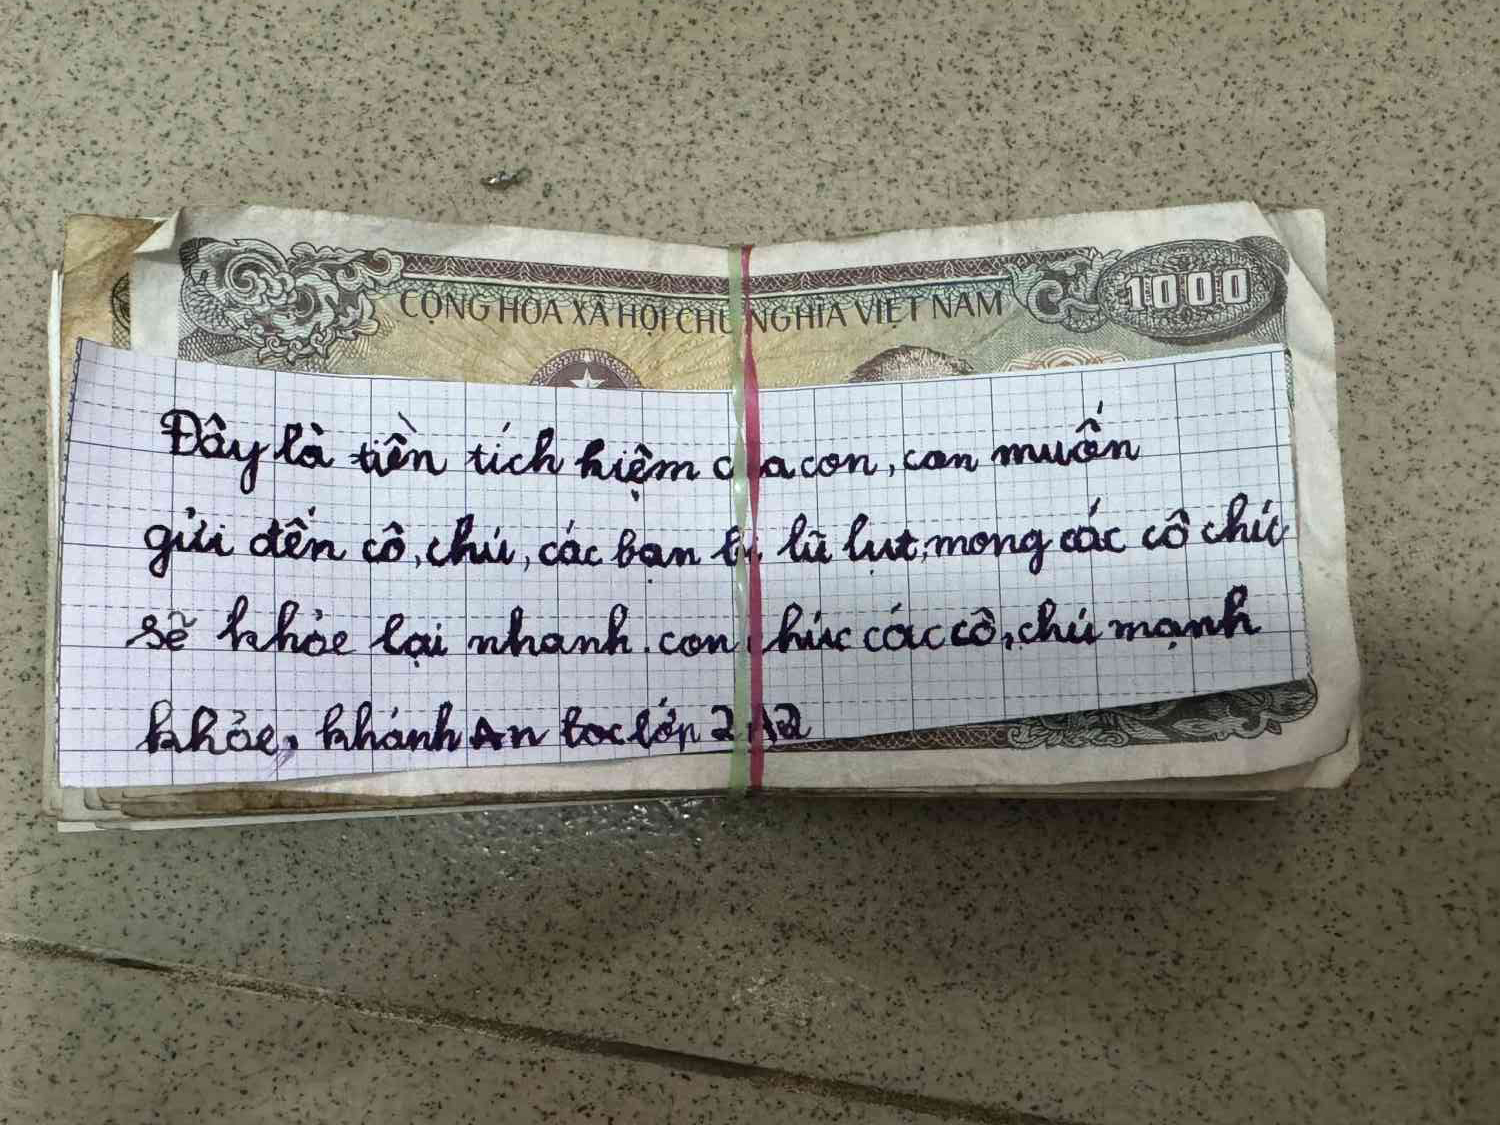 CỘNG HÒA XÃ HỘI CHỦ NGHĨA VIỆT NAM
1000
Đây là tiền tích kiệm của con, con muốn
gửi đến cô, chú, các bạn bị lũ lụt, mong các cô chú
sẽ khỏe lại nhanh. con chúc các cô, chú mạnh
khỏe, khánh An lớp 2A2